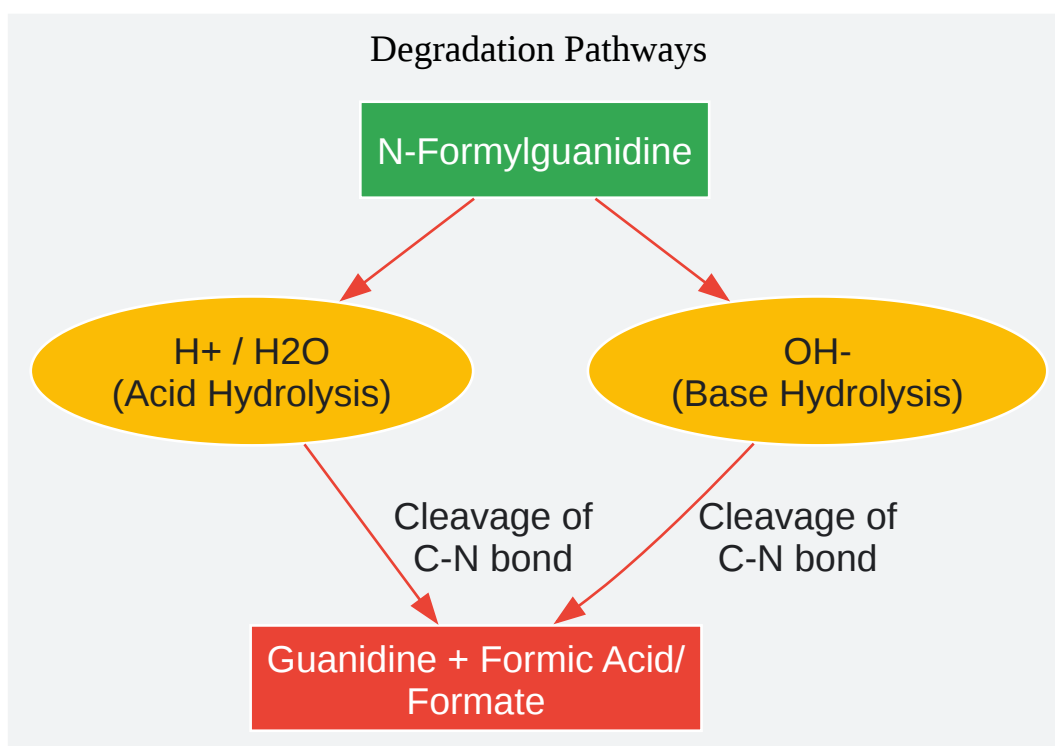 Degradation Pathways
N-Formylguanidine
H+ / H2O
(Acid Hydrolysis)
OH-
(Base Hydrolysis)
Cleavage of
C-N bond
Cleavage of
C-N bond
Guanidine + Formic Acid/
Formate